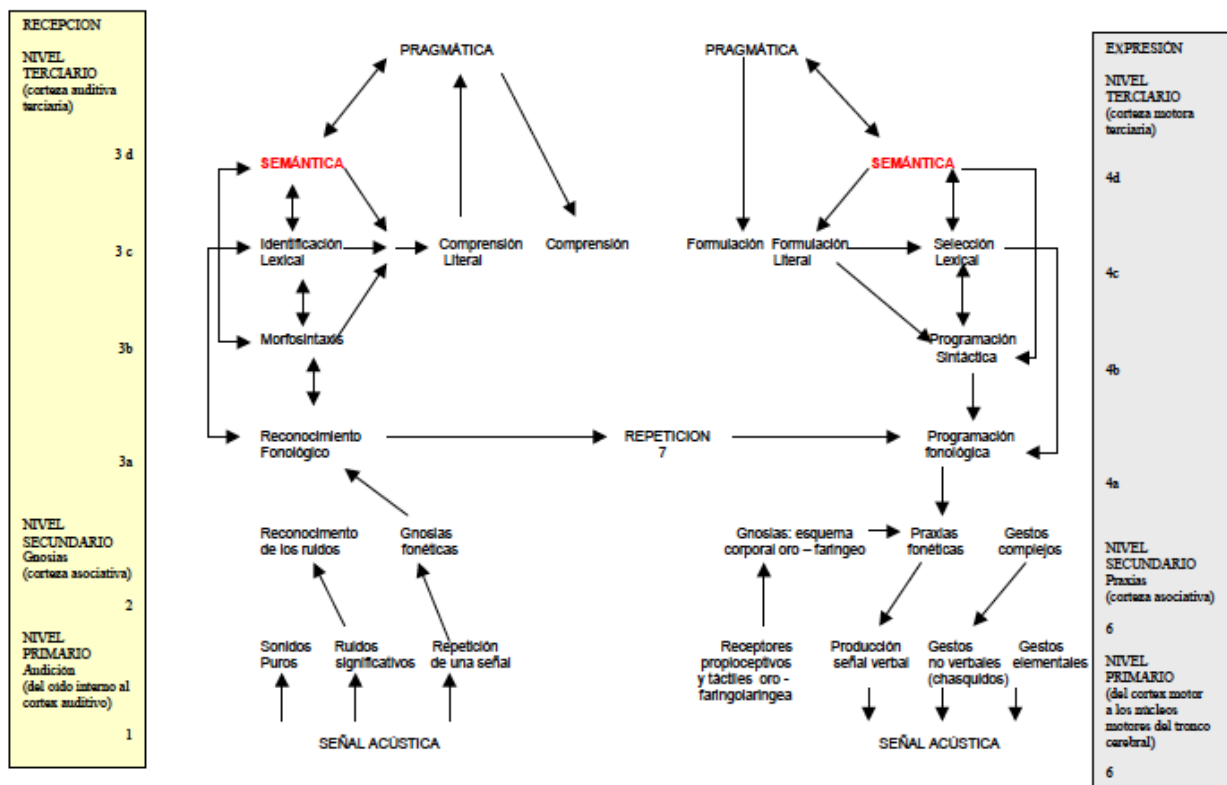 RECEPCION
NIVEL
TERCIARIO
(corteza auditiva
terciaria)
3 d
3 c
3b
3a
NIVEL
SECUNDARIO
Gnosias
(corteza asociativa)
2
NIVEL
PRIMARIO
Audición
(del oído interno al
cortex auditivo)
1
PRAGMÁTICA
SEMÁNTICA
Identificación
Lexical
Comprensión
Literal
Comprensión
Morfosintaxis
Reconocimiento
Fonológico
REPETICION
7
Reconocimento
de los ruidos
Gnosias
fonéticas
Sonidos
Puros
Ruidos
significativos
Repetición
de una señal
SEÑAL ACÚSTICA
PRAGMÁTICA
SEMÁNTICA
Formulación
Formulación
Literal
Selección
Lexical
Programación
Sintáctica
Programación
fonológica
Gnosias: esquema
corporal oro – faríngeo
Praxias
fonéticas
Gestos
complejos
Receptores
propioceptivos
y táctiles oro -
faringolaríngea
Producción
señal verbal
Gestos
no verbales
(chasquidos)
Gestos
elementales
SEÑAL ACÚSTICA
EXPRESIÓN
NIVEL
TERCIARIO
(corteza motora
terciaria)
4d
4c
4b
4a
NIVEL
SECUNDARIO
Praxias
(corteza asociativa)
6
NIVEL
PRIMARIO
(del cortex motor
a los núcleos
motores del tronco
cerebral)
6